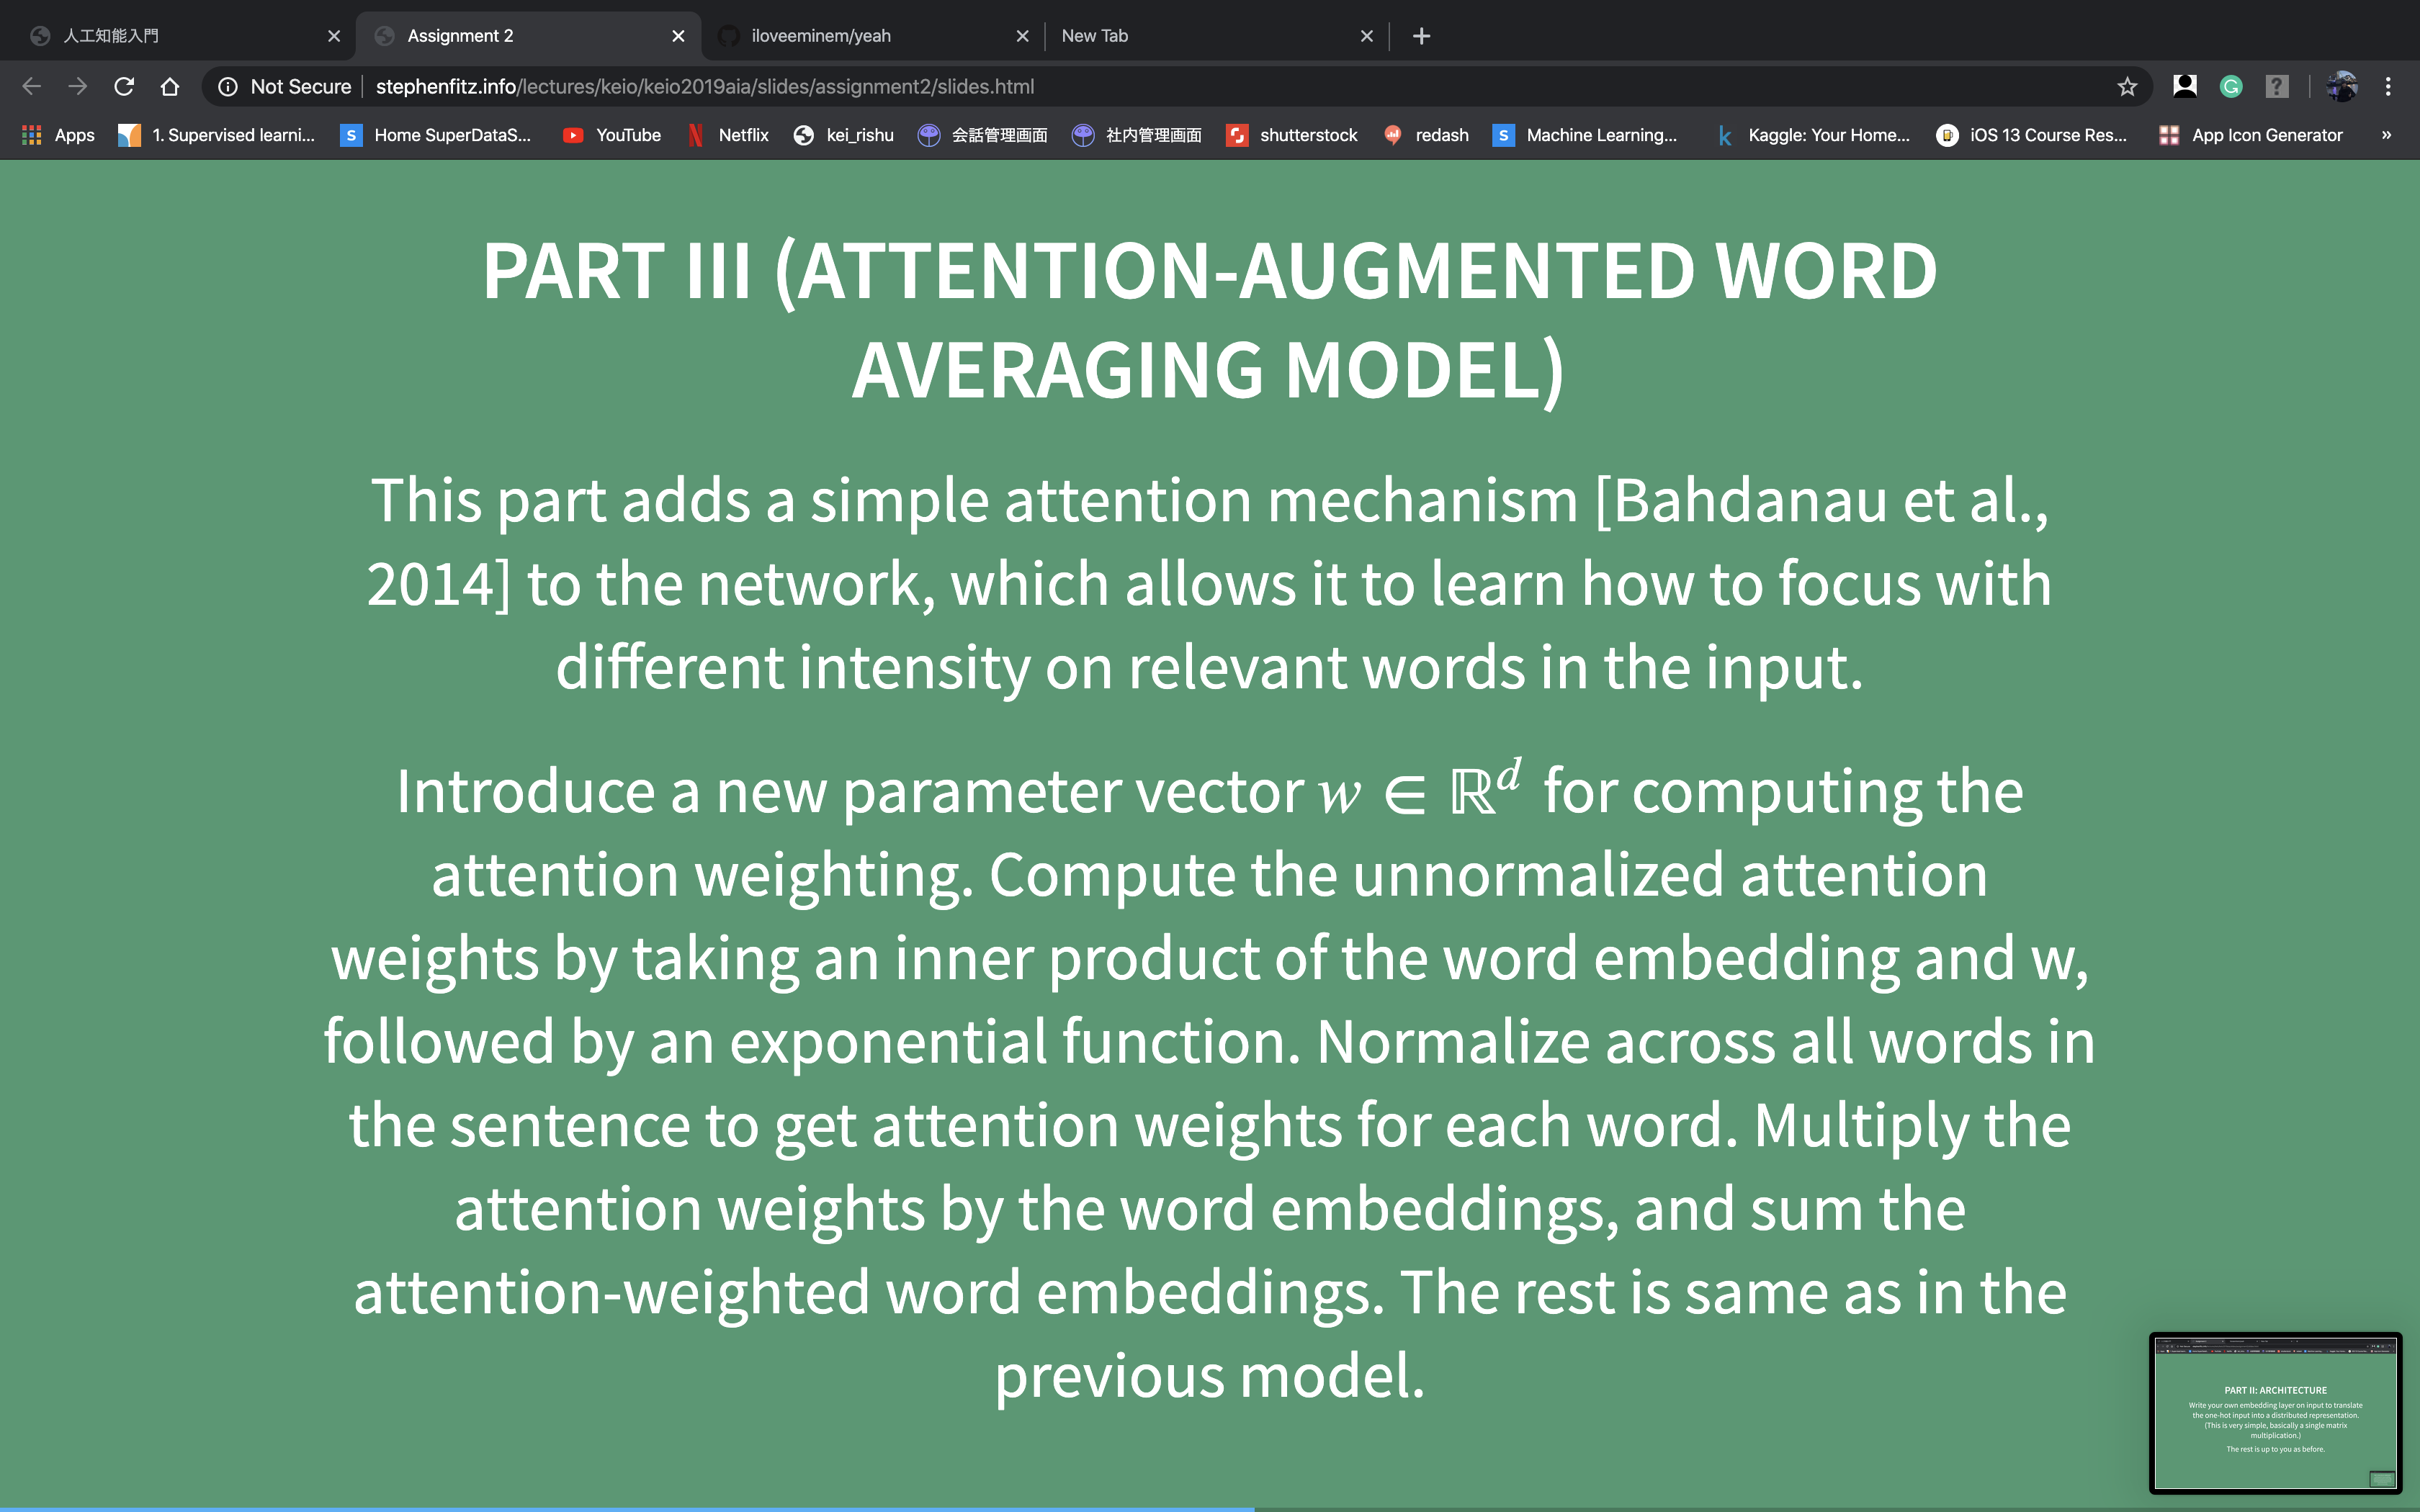 人工知能入門
Assignment 2
iloveeminem/yeah
New Tab
Not Secure
stephenfitz.info/lectures/keio/keio2019aia/slides/assignment2/slides.html
Apps
1. Supervised learni...
Home SuperDataS...
YouTube
Netflix
kei_rishu
会話管理画面
社内管理画面
shutterstock
redash
Machine Learning...
Kaggle: Your Home...
iOS 13 Course Res...
App Icon Generator
»
PART III (ATTENTION-AUGMENTED WORD
AVERAGING MODEL)
This part adds a simple attention mechanism [Bahdanau et al.,
2014] to the network, which allows it to learn how to focus with
different intensity on relevant words in the input.
Introduce a new parameter vector w ∈ ℝ^d for computing the
attention weighting. Compute the unnormalized attention
weights by taking an inner product of the word embedding and w,
followed by an exponential function. Normalize across all words in
the sentence to get attention weights for each word. Multiply the
attention weights by the word embeddings, and sum the
attention-weighted word embeddings. The rest is same as in the
previous model.
PART II: ARCHITECTURE
Write your own embedding layer on input to translate
the one-hot input into a distributed representation.
(This is very simple, basically a single matrix
multiplication.)
The rest is up to you as before.